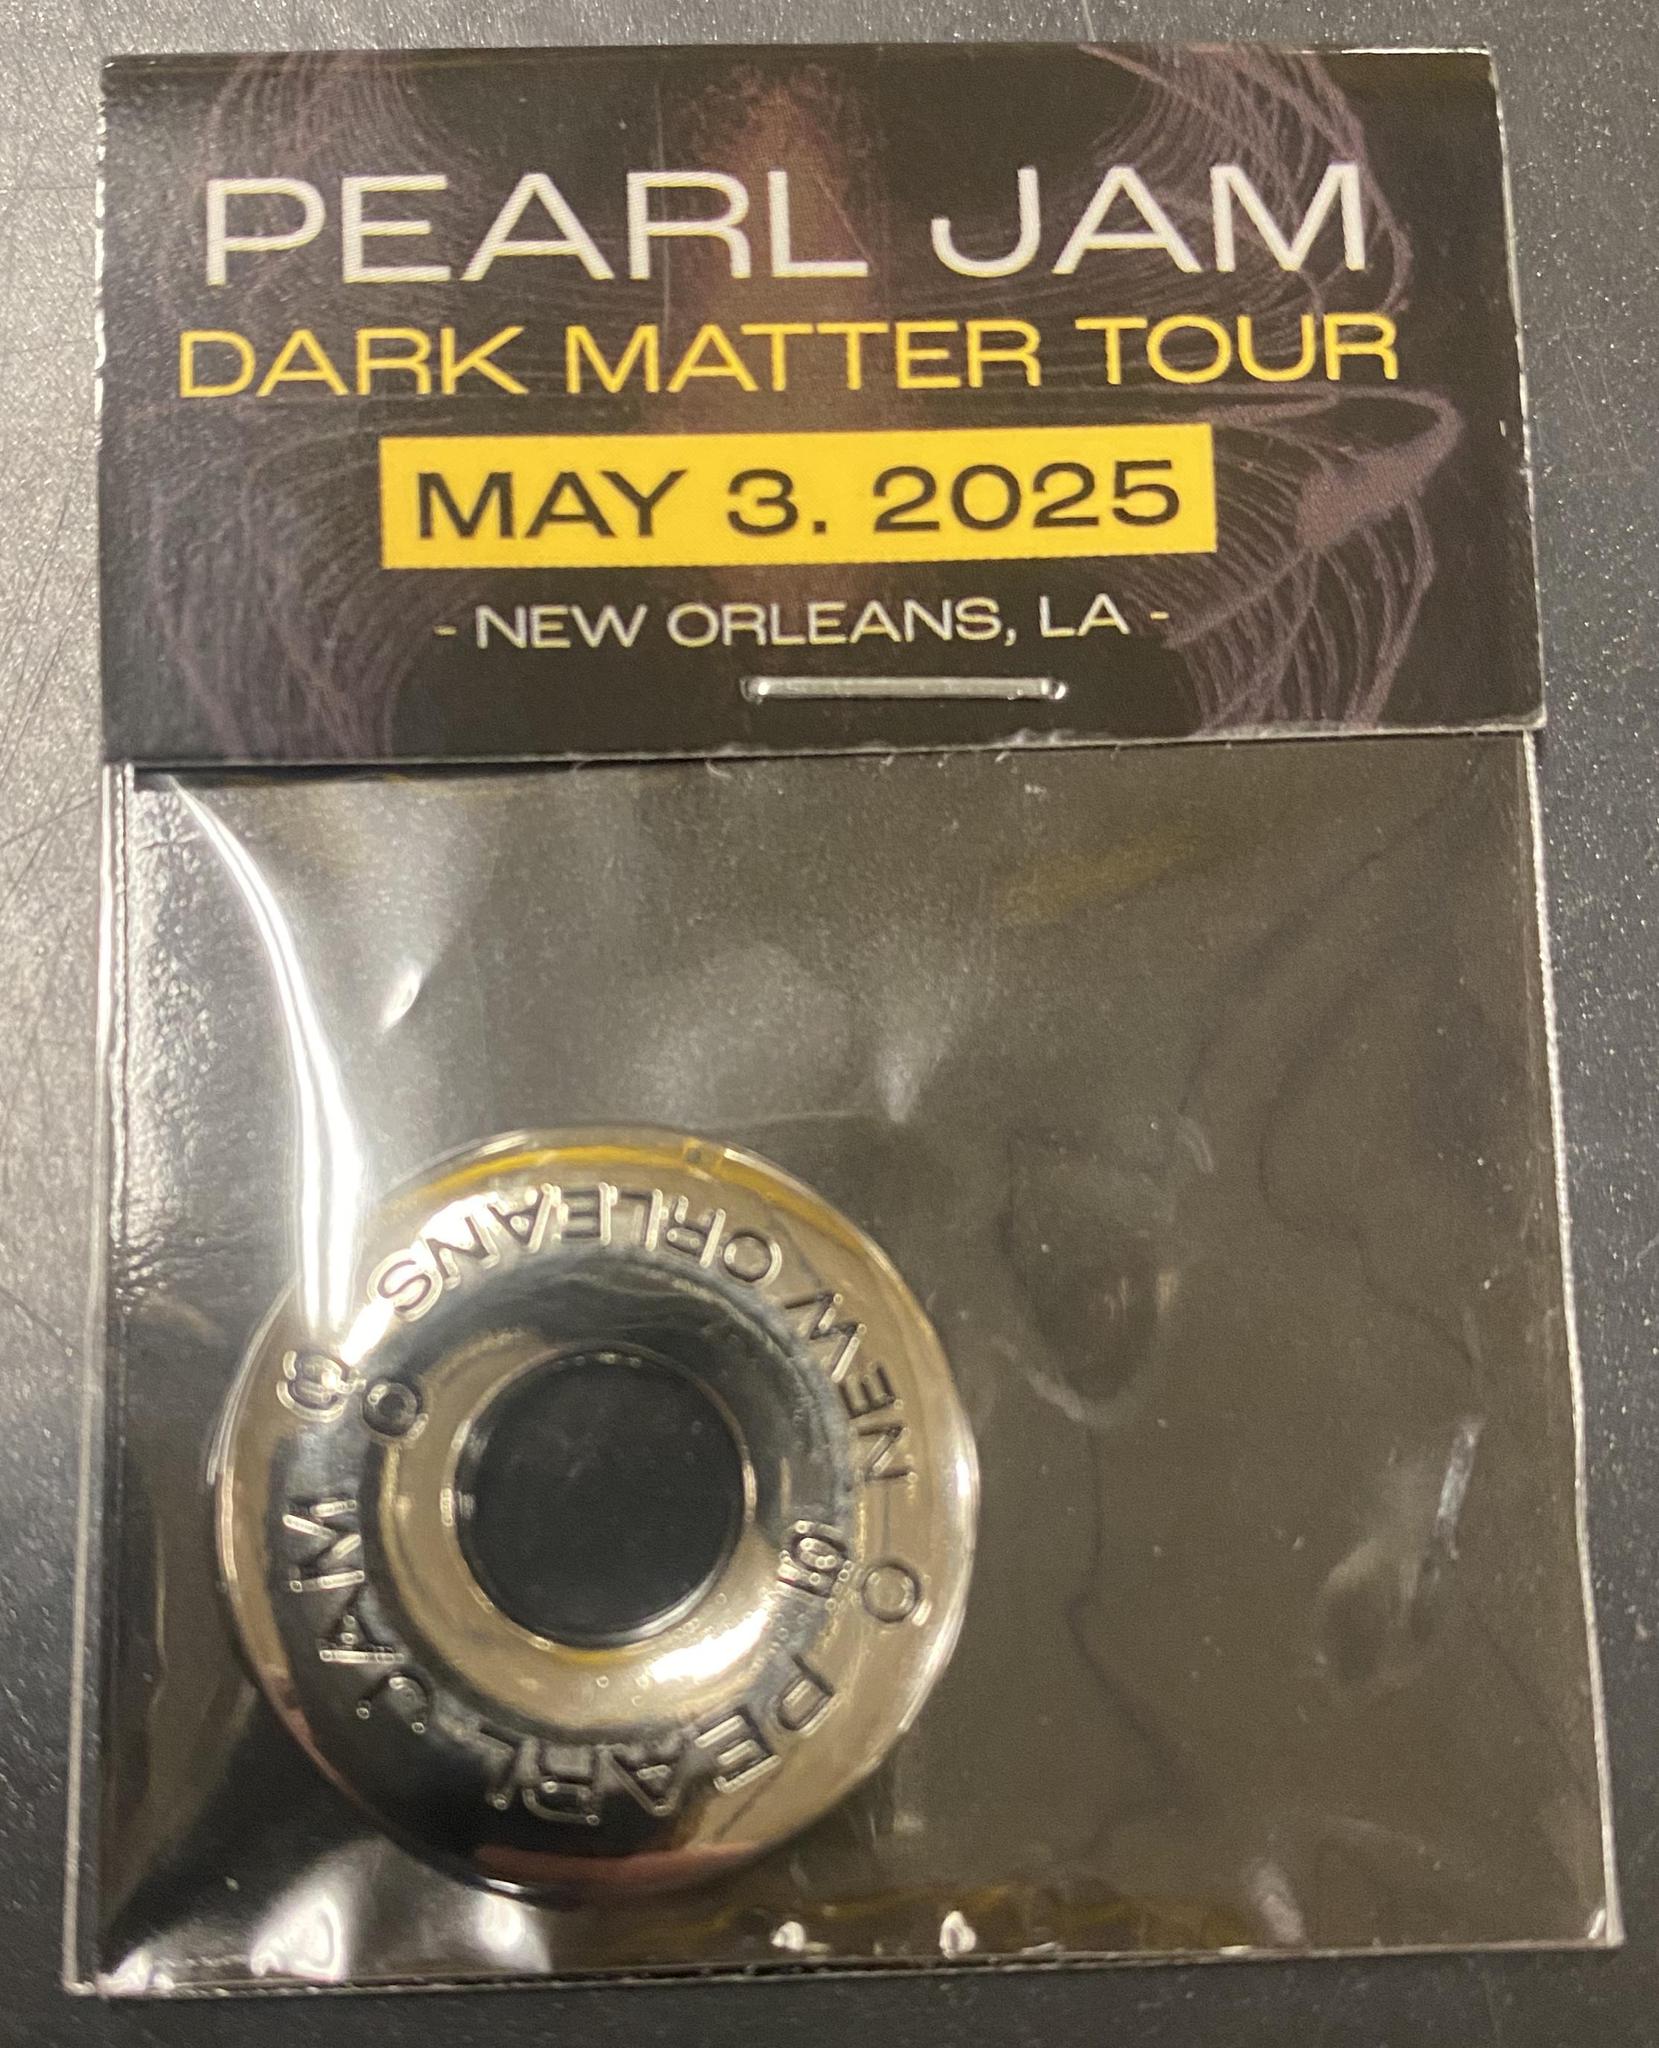 PEARL JAM
DARK MATTER TOUR
MAY 3. 2025
- NEW ORLEANS, LA -
NEW ORLEANS
PEARL JAM